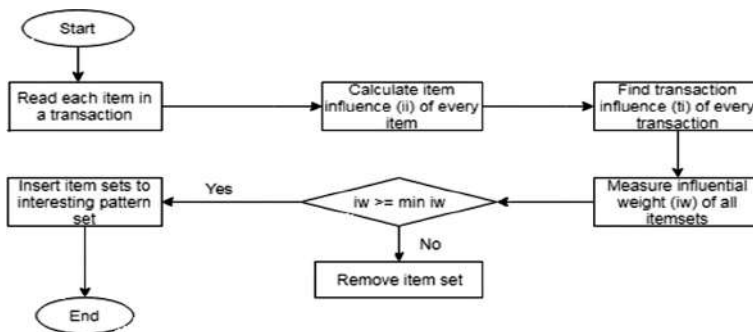 Start
Read each item in
a transaction
Calculate item
influence (ii) of every
item
Find transaction
influence (ti) of every
transaction
Measure influential
weight (iw) of all
itemsets
iw >= min iw
Yes
No
Insert item sets to
interesting pattern
set
Remove item set
End